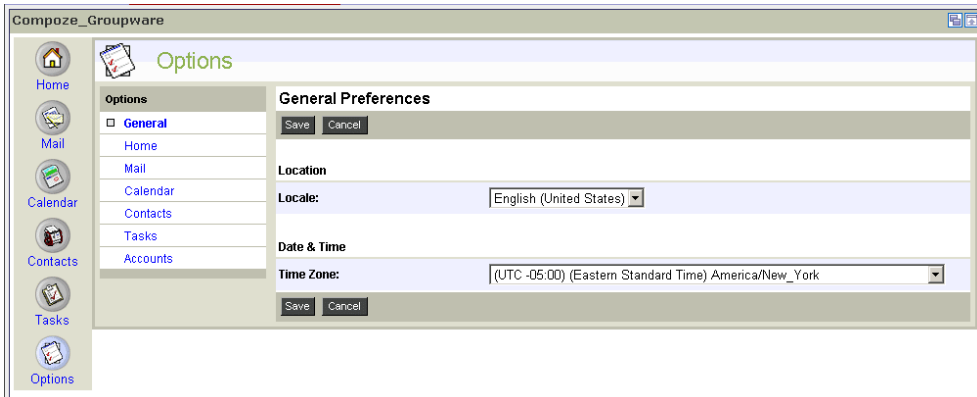 Compoze_Groupware
Home
Mail
Calendar
Contacts
Tasks
Options
Options
Options
General
Home
Mail
Calendar
Contacts
Tasks
Accounts
General Preferences
Save Cancel
Location
Locale: English (United States)
Date & Time
Time Zone: (UTC -05:00) (Eastern Standard Time) America/New_York
Save Cancel